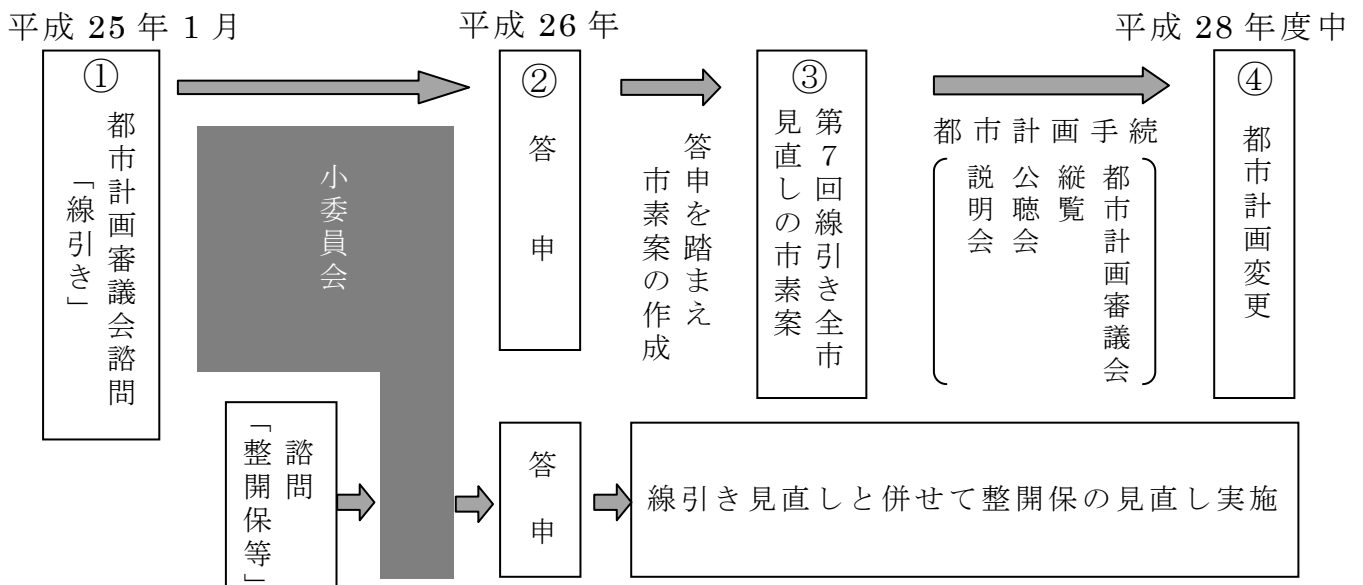 平成 25 年 1 月
平成 26 年
平成 28 年度中
①
都市計画審議会諮問
「線引き」
小委員会
②
答申
答申を踏まえ
市素案の作成
③
第7回線引き全市
見直しの市素案
都市計画手続
都市計画審議会
縦覧
公聴会
説明会
④
都市計画変更
諮問
「整開保等」
答申
線引き見直しと併せて整開保の見直し実施